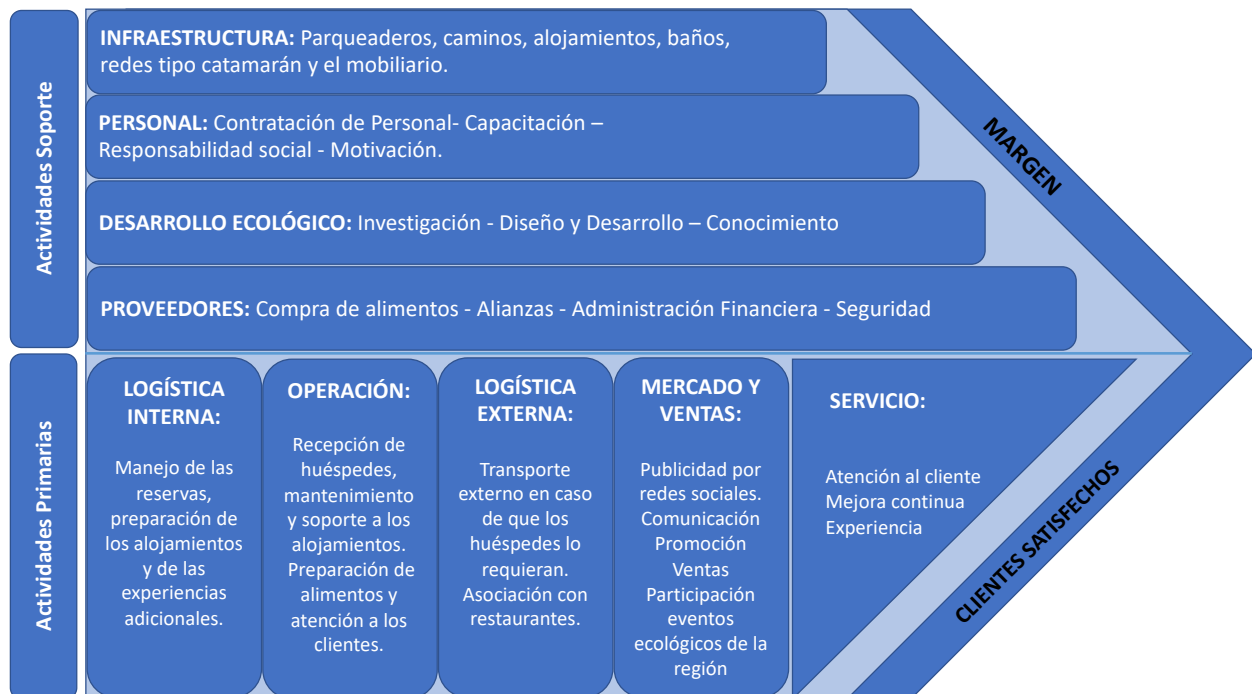 Actividades Soporte
INFRAESTRUCTURA: Parqueaderos, caminos, alojamientos, baños,
redes tipo catamarán y el mobiliario.
PERSONAL: Contratación de Personal- Capacitación –
Responsabilidad social - Motivación.
DESARROLLO ECOLÓGICO: Investigación - Diseño y Desarrollo – Conocimiento
PROVEEDORES: Compra de alimentos - Alianzas - Administración Financiera - Seguridad
MARGEN
Actividades Primarias
LOGÍSTICA
INTERNA:
Manejo de las
reservas,
preparación de
los alojamientos
y de las
experiencias
adicionales.
OPERACIÓN:
Recepción de
huéspedes,
mantenimiento
y soporte a los
alojamientos.
Preparación de
alimentos y
atención a los
clientes.
LOGÍSTICA
EXTERNA:
Transporte
externo en caso
de que los
huéspedes lo
requieran.
Asociación con
restaurantes.
MERCADO Y
VENTAS:
Publicidad por
redes sociales.
Comunicación
Promoción
Ventas
Participación
eventos
ecológicos de la
región
SERVICIO:
Atención al cliente
Mejora continua
Experiencia
CLIENTES SATISFECHOS